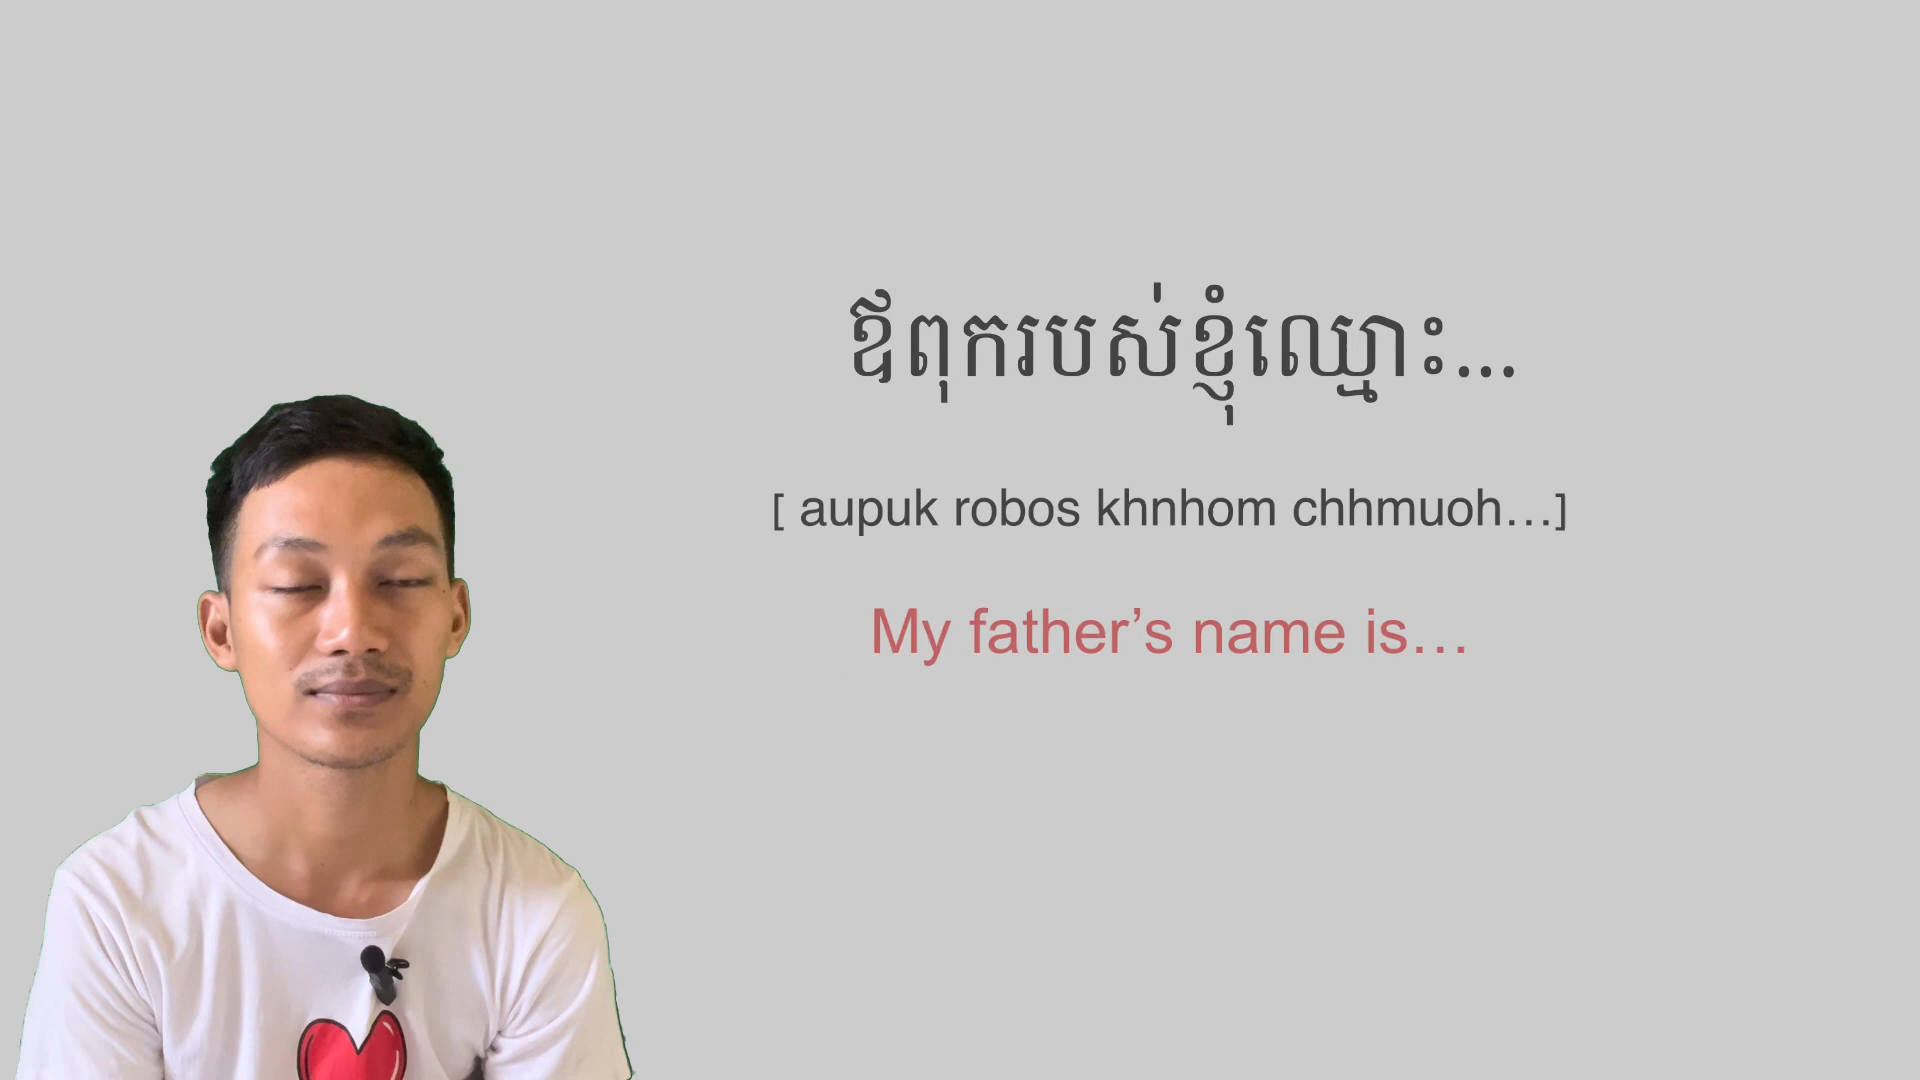 ឪពុករបស់ខ្ញុំឈ្មោះ...
[ aupuk robos khnhom chhmuoh…]
My father’s name is…